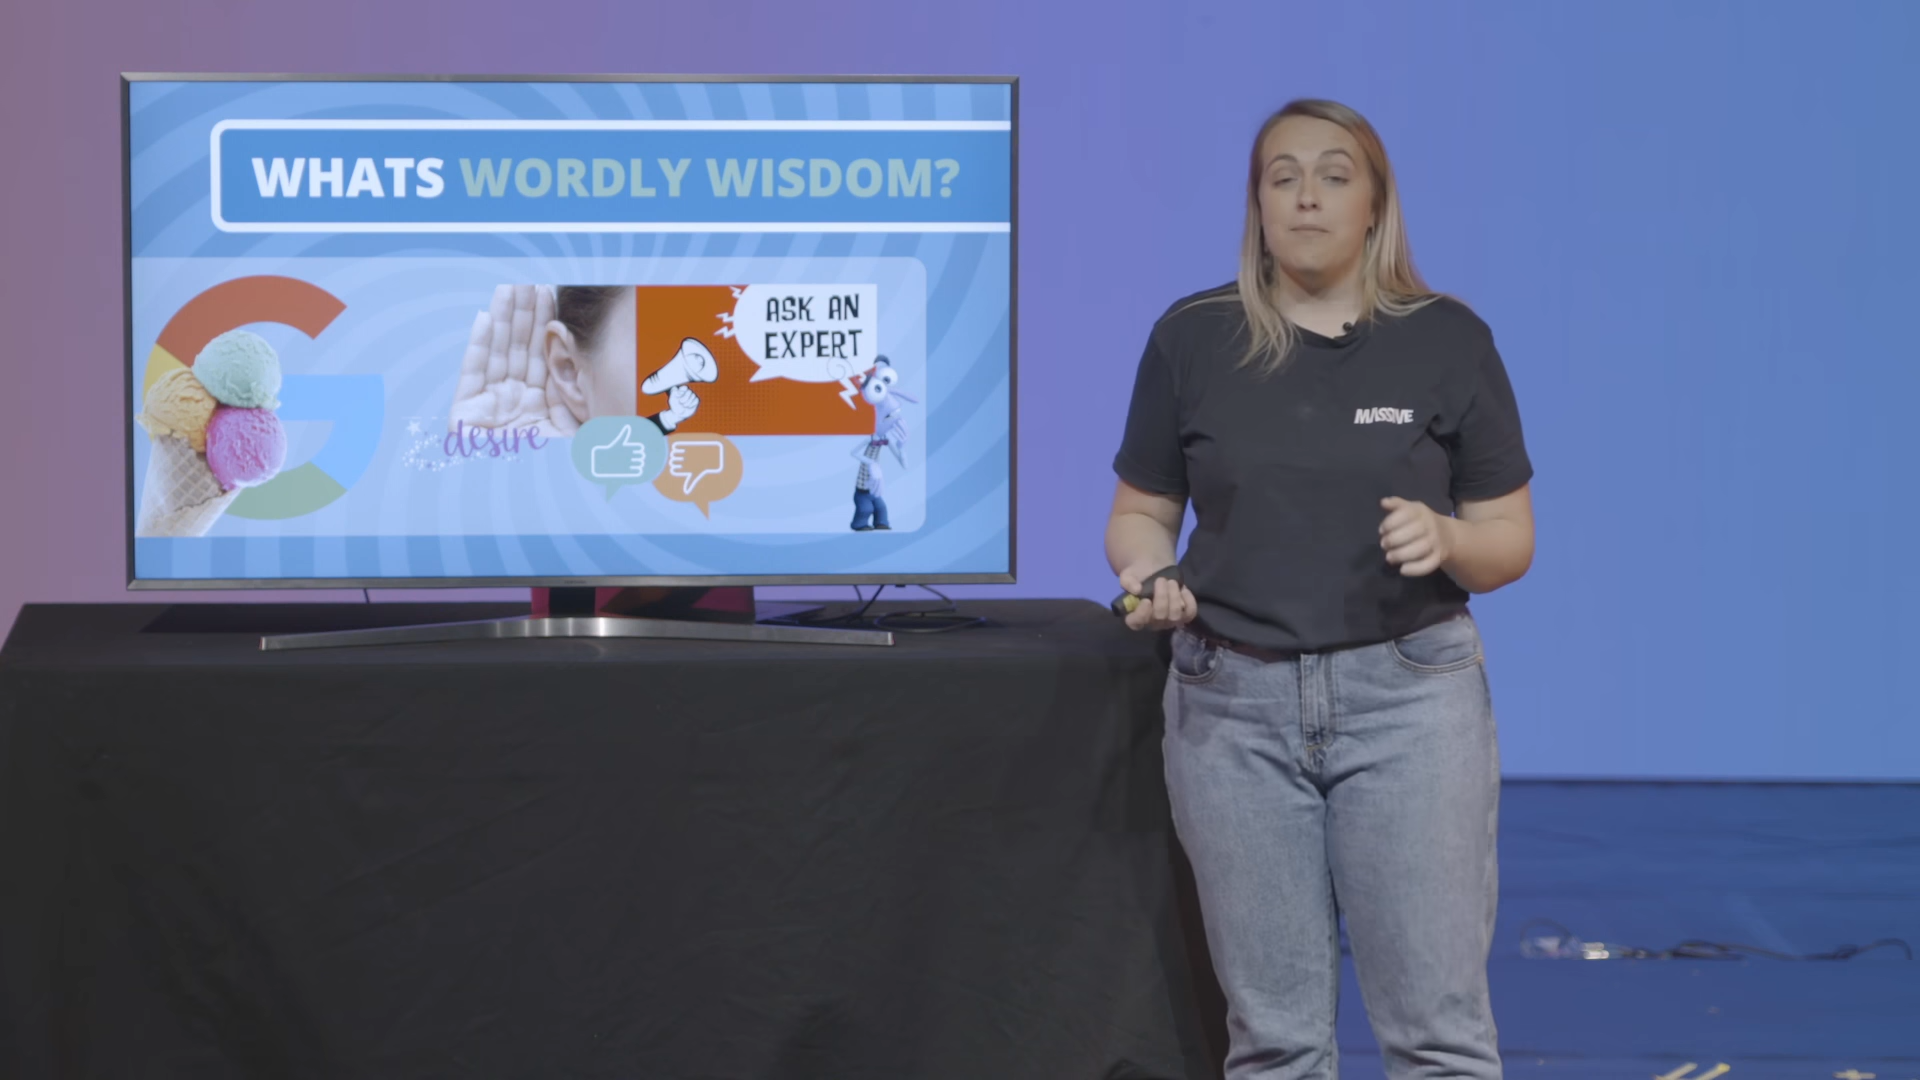 WHATS WORDLY WISDOM?
ASK AN
EXPERT
desire
MASSIVE